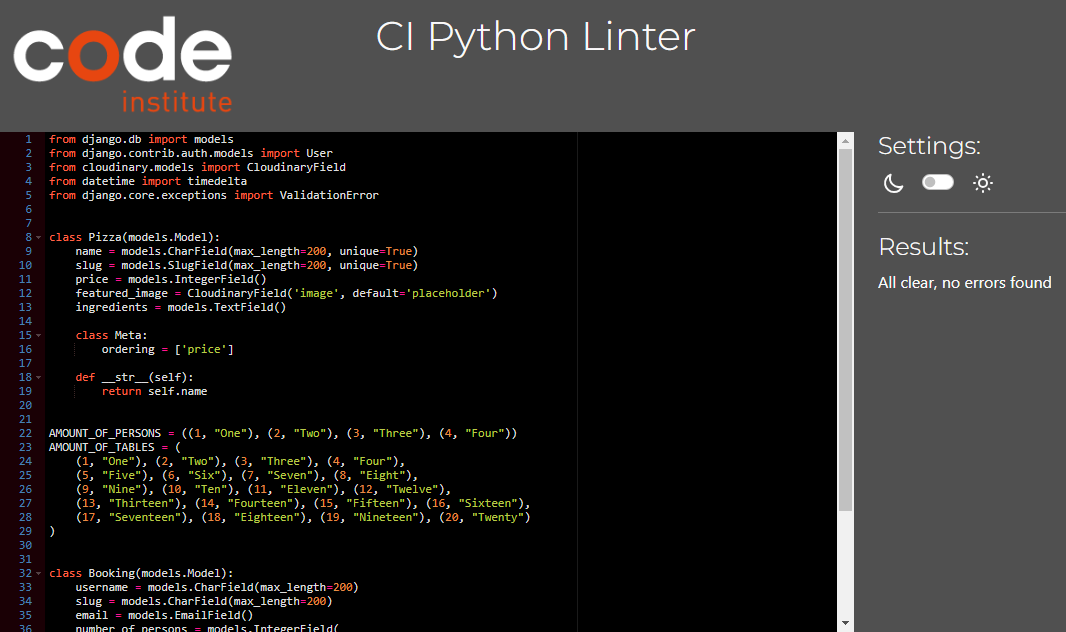 code
institute
CI Python Linter
1 from django.db import models
2 from django.contrib.auth.models import User
3 from cloudinary.models import CloudinaryField
4 from datetime import timedelta
5 from django.core.exceptions import ValidationError
6
7
8 class Pizza(models.Model):
9     name = models.CharField(max_length=200, unique=True)
10     slug = models.SlugField(max_length=200, unique=True)
11     price = models.IntegerField()
12     featured_image = CloudinaryField('image', default='placeholder')
13     ingredients = models.TextField()
14
15     class Meta:
16         ordering = ['price']
17
18     def __str__(self):
19         return self.name
20
21
22 AMOUNT_OF_PERSONS = ((1, "One"), (2, "Two"), (3, "Three"), (4, "Four"))
23 AMOUNT_OF_TABLES = (
24     (1, "One"), (2, "Two"), (3, "Three"), (4, "Four"),
25     (5, "Five"), (6, "Six"), (7, "Seven"), (8, "Eight"),
26     (9, "Nine"), (10, "Ten"), (11, "Eleven"), (12, "Twelve"),
27     (13, "Thirteen"), (14, "Fourteen"), (15, "Fifteen"), (16, "Sixteen"),
28     (17, "Seventeen"), (18, "Eighteen"), (19, "Nineteen"), (20, "Twenty")
29 )
30
31
32 class Booking(models.Model):
33     username = models.CharField(max_length=200)
34     slug = models.CharField(max_length=200)
35     email = models.EmailField()
36     number_of_persons = models.IntegerField(
Settings:
Results:
All clear, no errors found